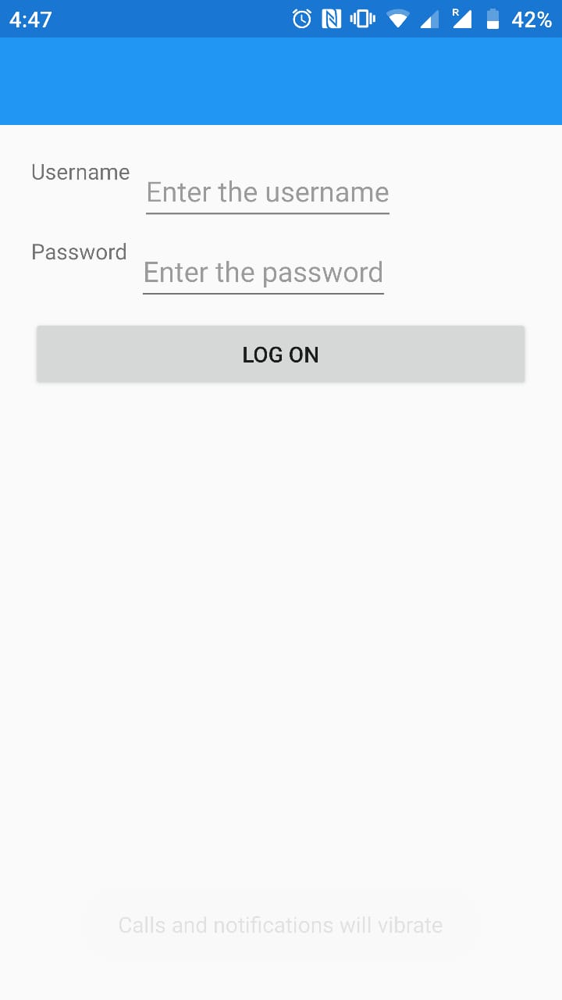 4:47
R
42%
Username
Enter the username
Password
Enter the password
LOG ON
Calls and notifications will vibrate